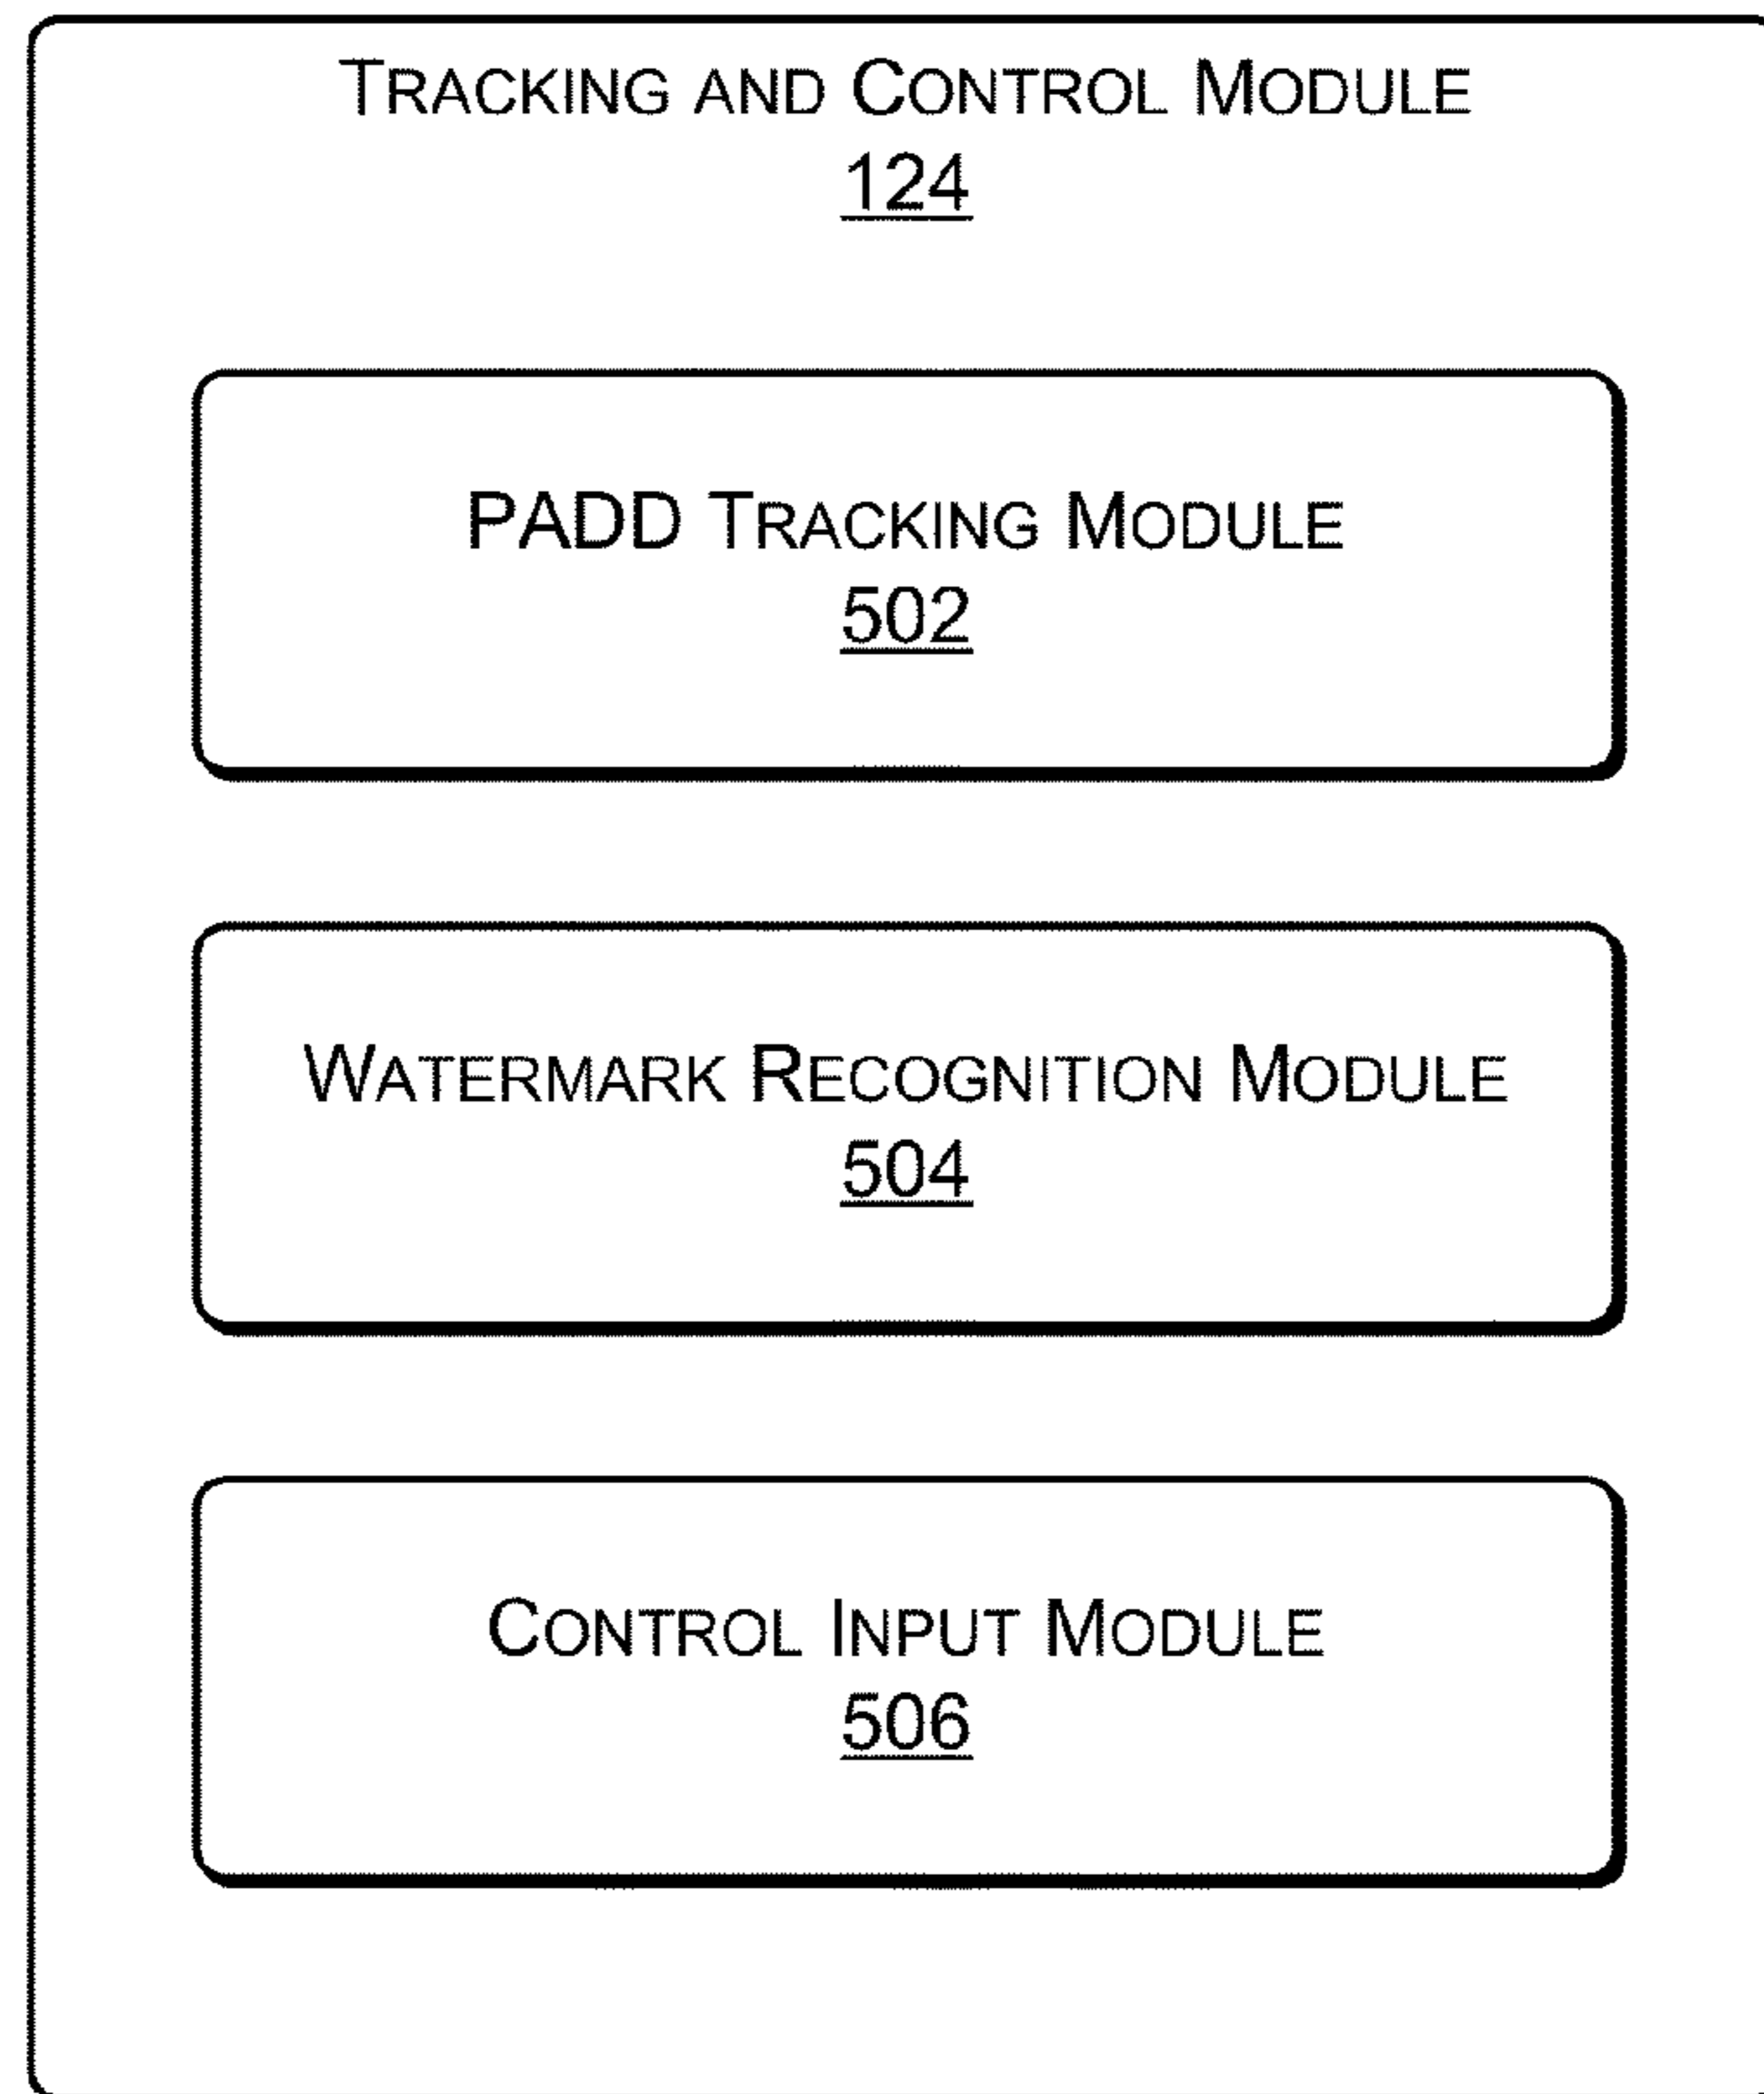 TRACKING AND CONTROL MODULE
124
PADD TRACKING MODULE
502
WATERMARK RECOGNITION MODULE
504
CONTROL INPUT MODULE
506